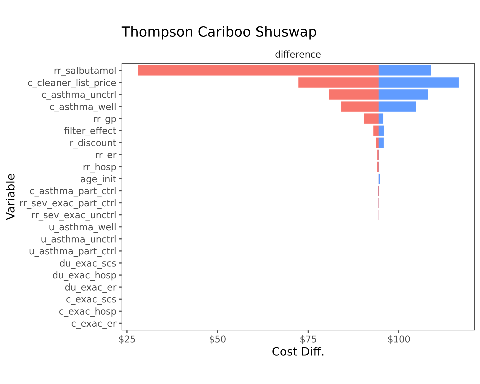 Thompson Cariboo Shuswap
difference
rr_salbutamol
c_cleaner_list_price
c_asthma_unctrl
c_asthma_well
rr_gp
filter_effect
r_discount
rr_er
rr_hosp
age_init
c_asthma_part_ctrl
rr_sev_exac_part_ctrl
rr_sev_exac_unctrl
u_asthma_well
u_asthma_unctrl
u_asthma_part_ctrl
du_exac_scs
du_exac_hosp
du_exac_er
c_exac_scs
c_exac_hosp
c_exac_er
Variable
$25 $50 $75 $100
Cost Diff.